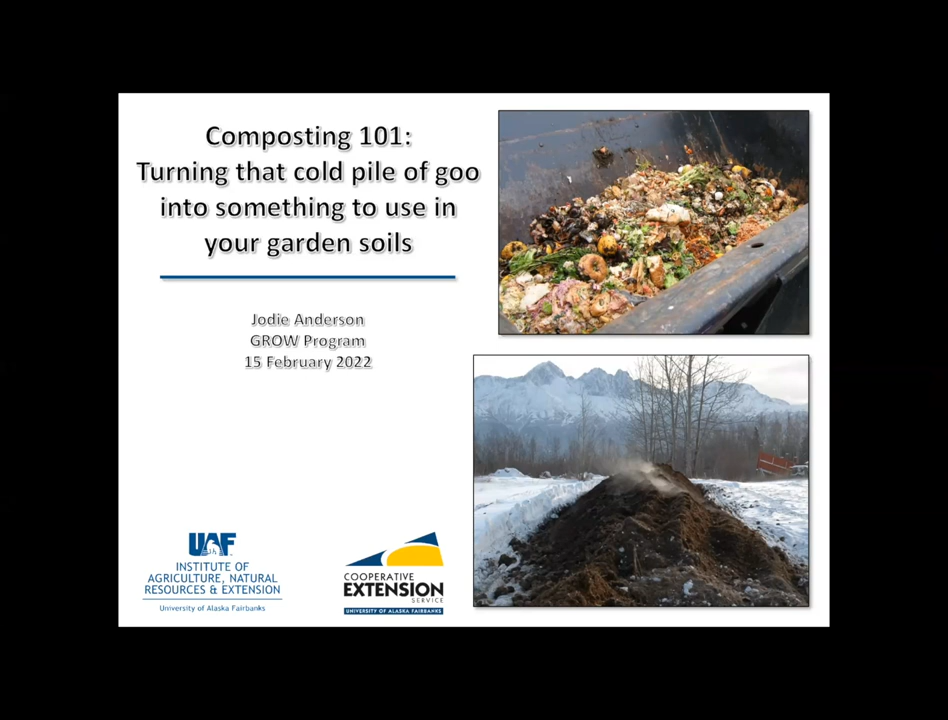 Composting 101:
Turning that cold pile of goo
into something to use in
your garden soils
Jodie Anderson
GROW Program
15 February 2022
UAF
INSTITUTE OF
AGRICULTURE, NATURAL
RESOURCES & EXTENSION
University of Alaska Fairbanks
COOPERATIVE
EXTENSION
SERVICE
UNIVERSITY OF ALASKA FAIRBANKS